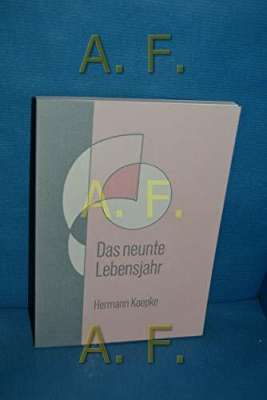 A. F.
A. F.
Das neunte
Lebensjahr
Hermann Koepke
A. F.